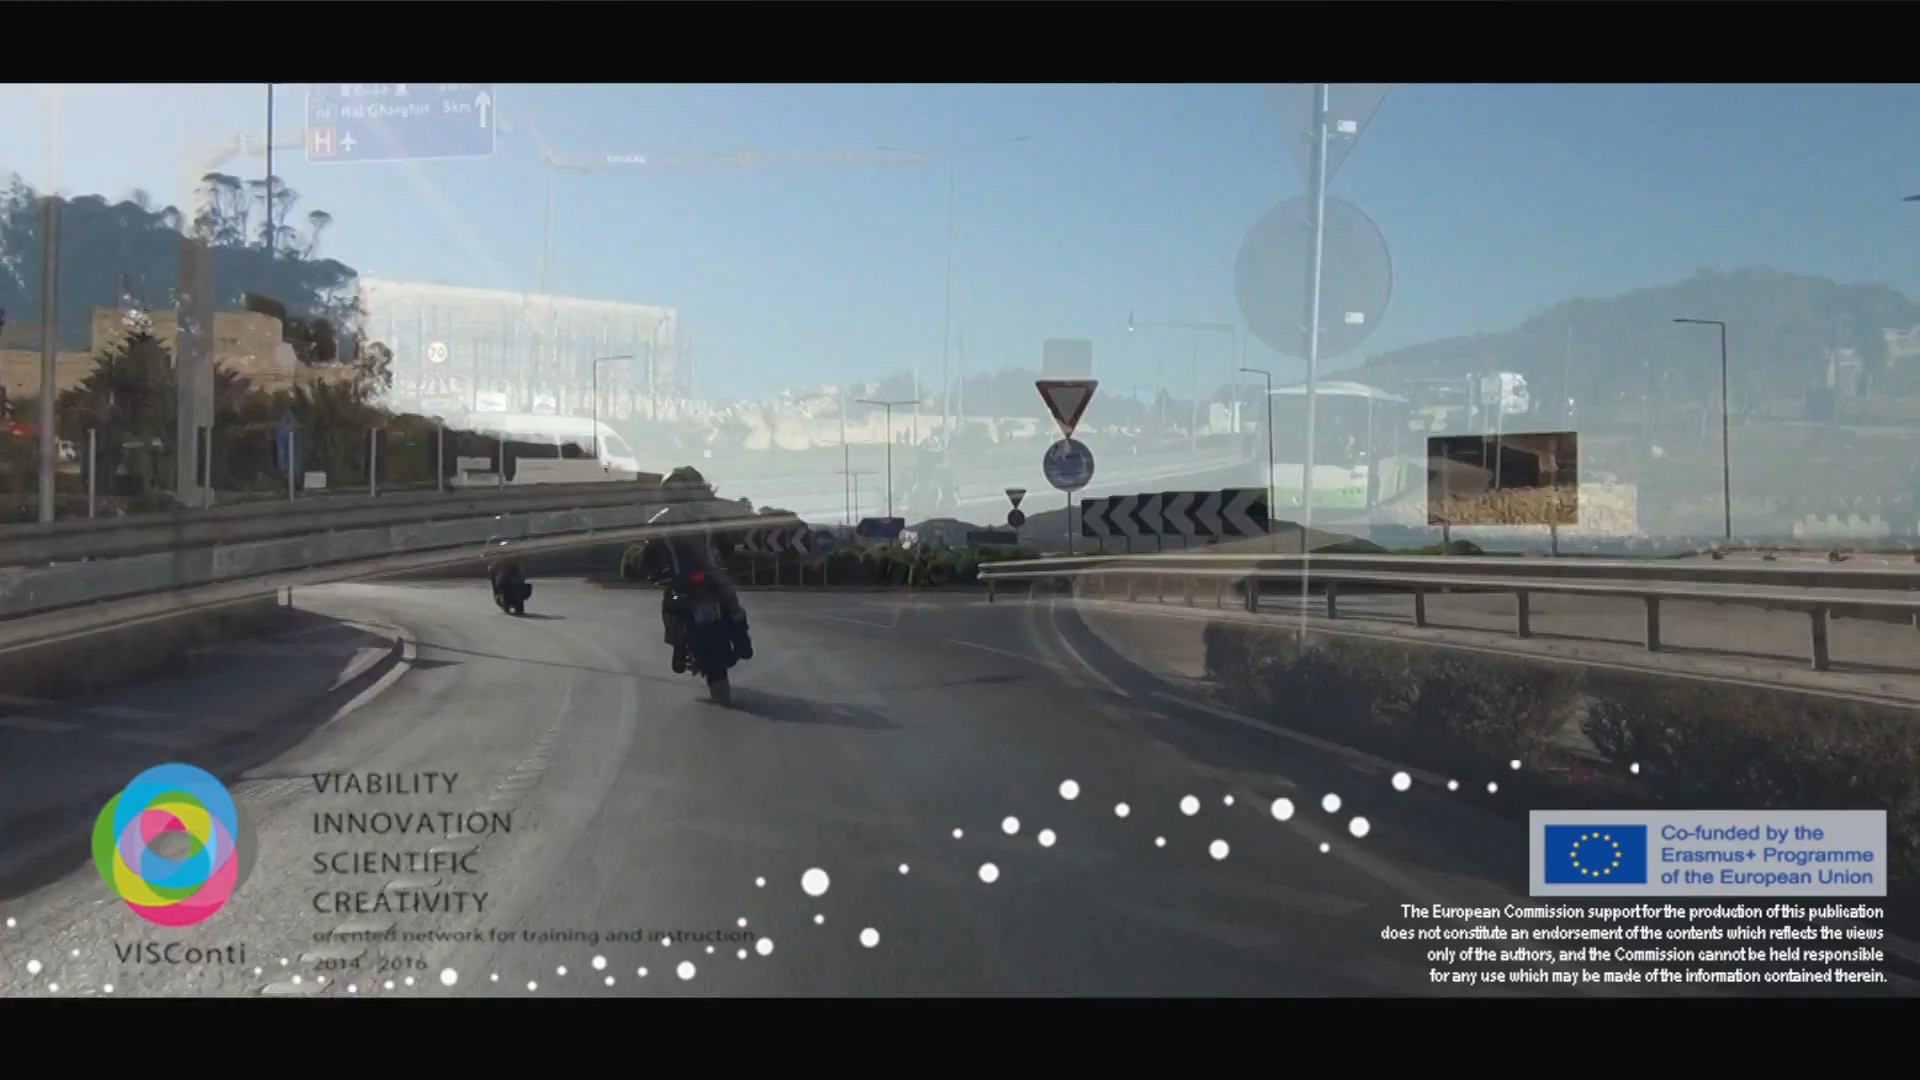 Hal Gharghur 5km
H
70
VIABILITY
INNOVATION
SCIENTIFIC
CREATIVITY
oriented network for training and instruction
2014 2016
VISConti
Co-funded by the
Erasmus+ Programme
of the European Union
The European Commission support for the production of this publication
does not constitute an endorsement of the contents which reflects the views
only of the authors, and the Commission cannot be held responsible
for any use which may be made of the information contained therein.